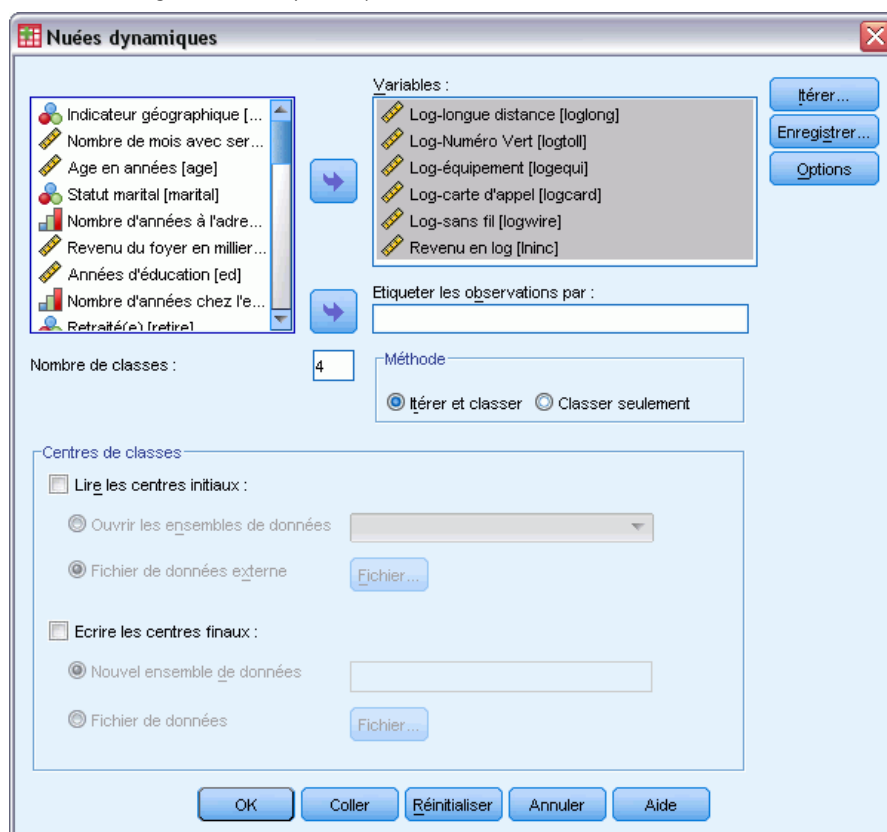 Nuées dynamiques
Variables :
Indicateur géographique [...
Nombre de mois avec ser...
Age en années [age]
Statut marital [marital]
Nombre d'années à l'adre...
Revenu du foyer en millier...
Années d'éducation [ed]
Nombre d'années chez l'e...
Retraité(e) [retire]
Log-longue distance [loglong]
Log-Numéro Vert [logtoll]
Log-équipement [logequi]
Log-carte d'appel [logcard]
Log-sans fil [logwire]
Revenu en log [lninc]
Itérer...
Enregistrer...
Options
Etiqueter les observations par :
Nombre de classes :
4
Méthode
Itérer et classer
Classer seulement
Centres de classes
Lire les centres initiaux :
Ouvrir les ensembles de données
Fichier de données externe
Fichier...
Ecrire les centres finaux :
Nouvel ensemble de données
Fichier de données
Fichier...
OK
Coller
Réinitialiser
Annuler
Aide